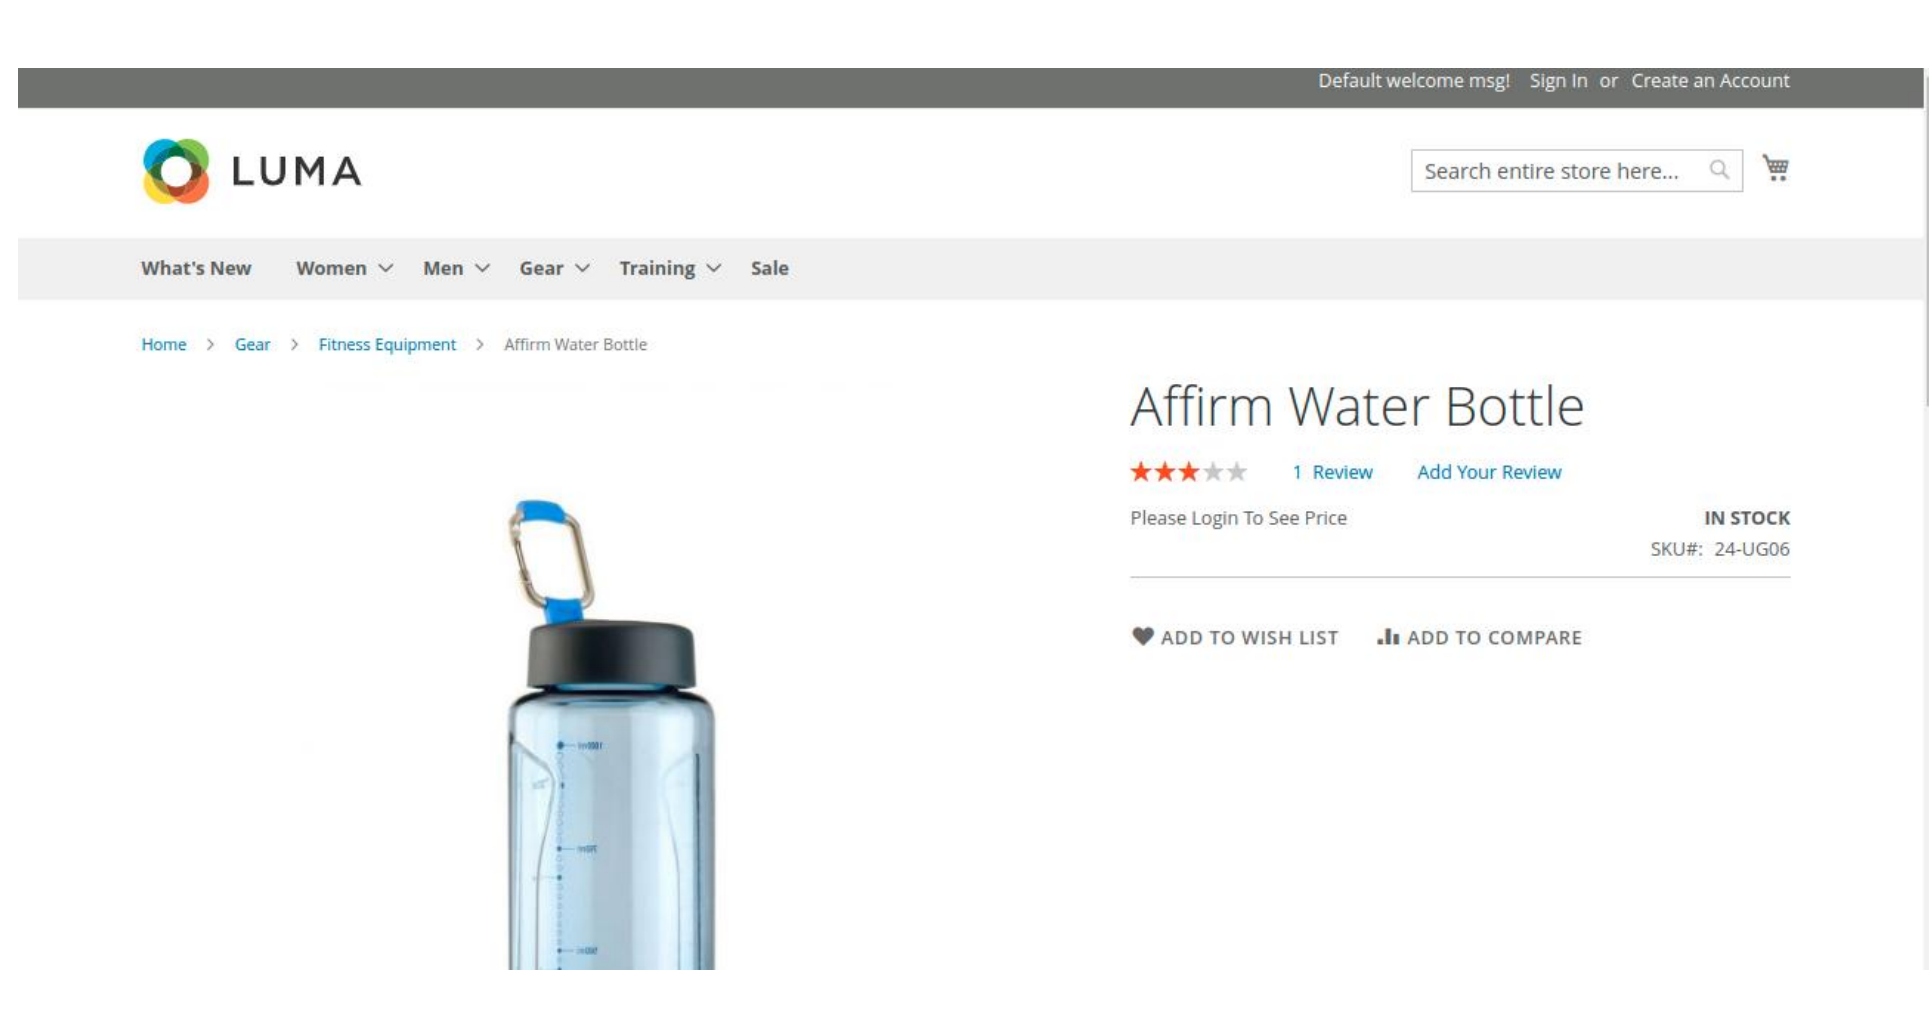 Default welcome msg! Sign In or Create an Account
LUMA
Search entire store here...
What's New Women Men Gear Training Sale
Home > Gear > Fitness Equipment > Affirm Water Bottle
Affirm Water Bottle
1 Review Add Your Review
Please Login To See Price IN STOCK
SKU#: 24-UG06
ADD TO WISH LIST ADD TO COMPARE